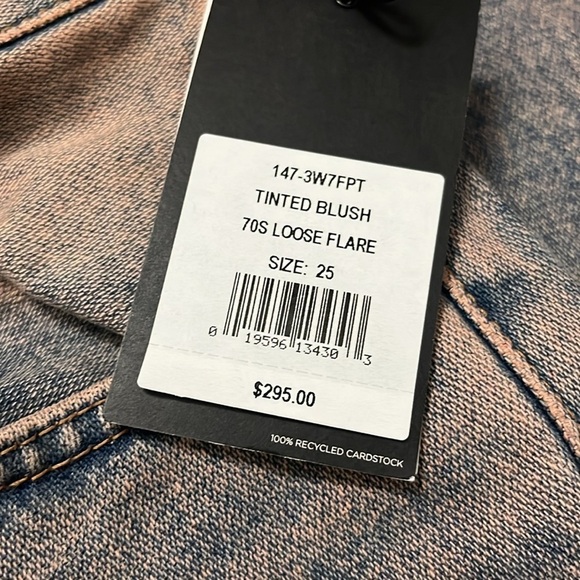 147-3W7FPT
TINTED BLUSH
70S LOOSE FLARE
SIZE: 25
0 19596 13430 3
$295.00
100% RECYCLED CARDSTOCK